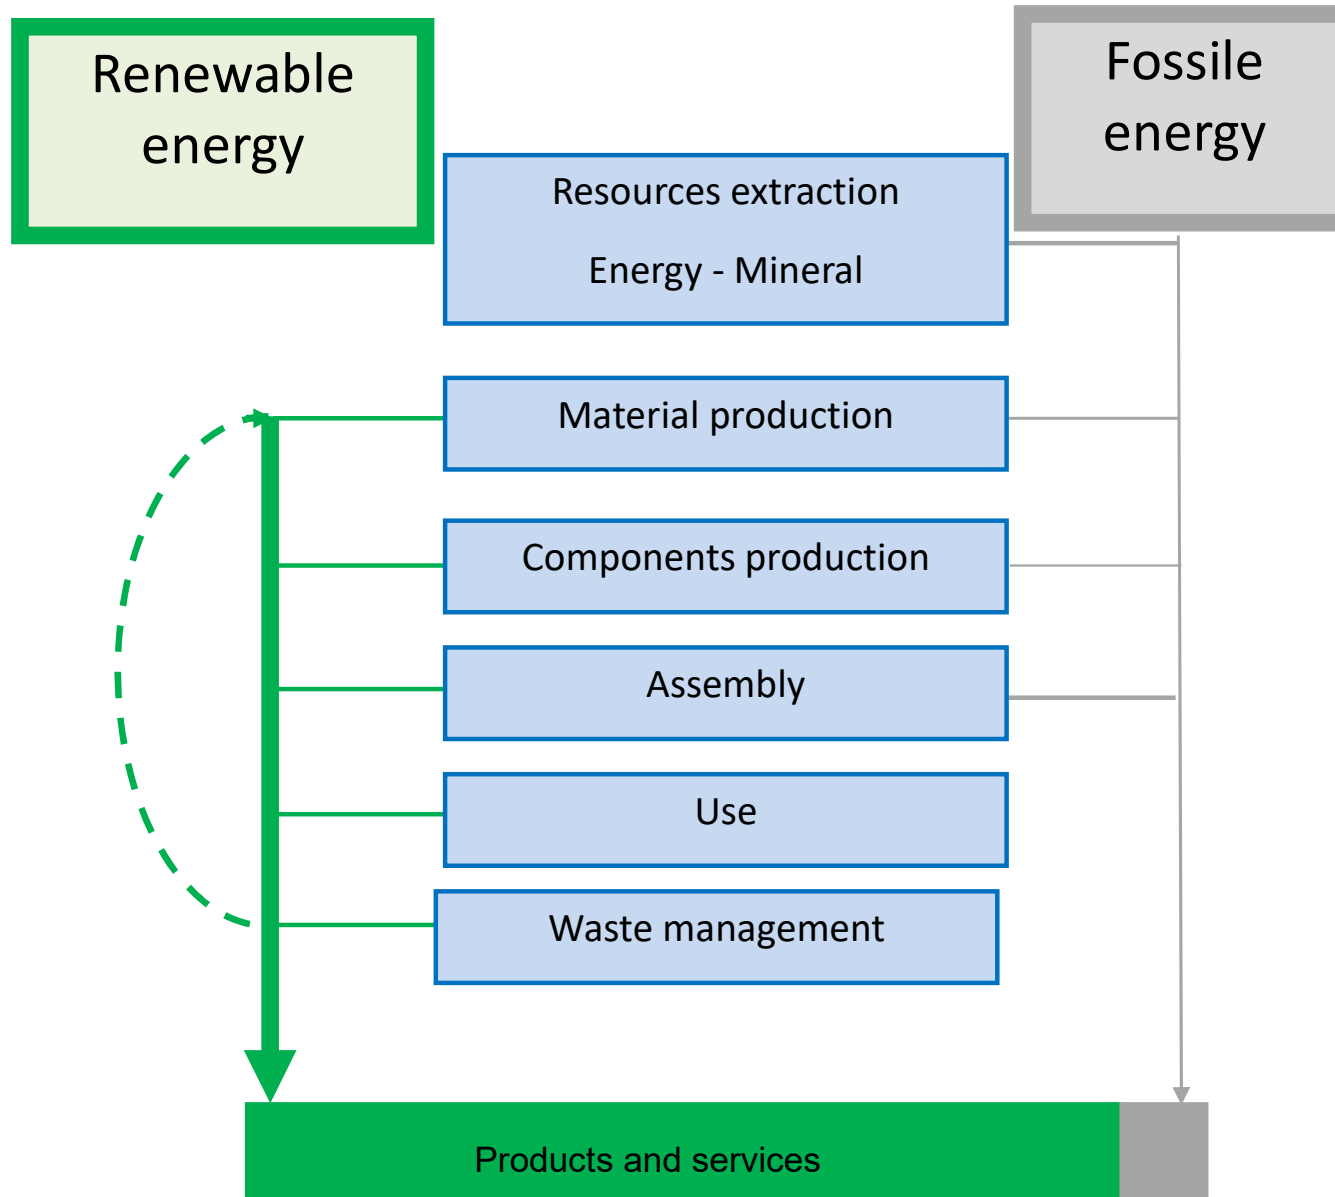 Renewable
energy
Fossile
energy
Resources extraction
Energy - Mineral
Material production
Components production
Assembly
Use
Waste management
Products and services